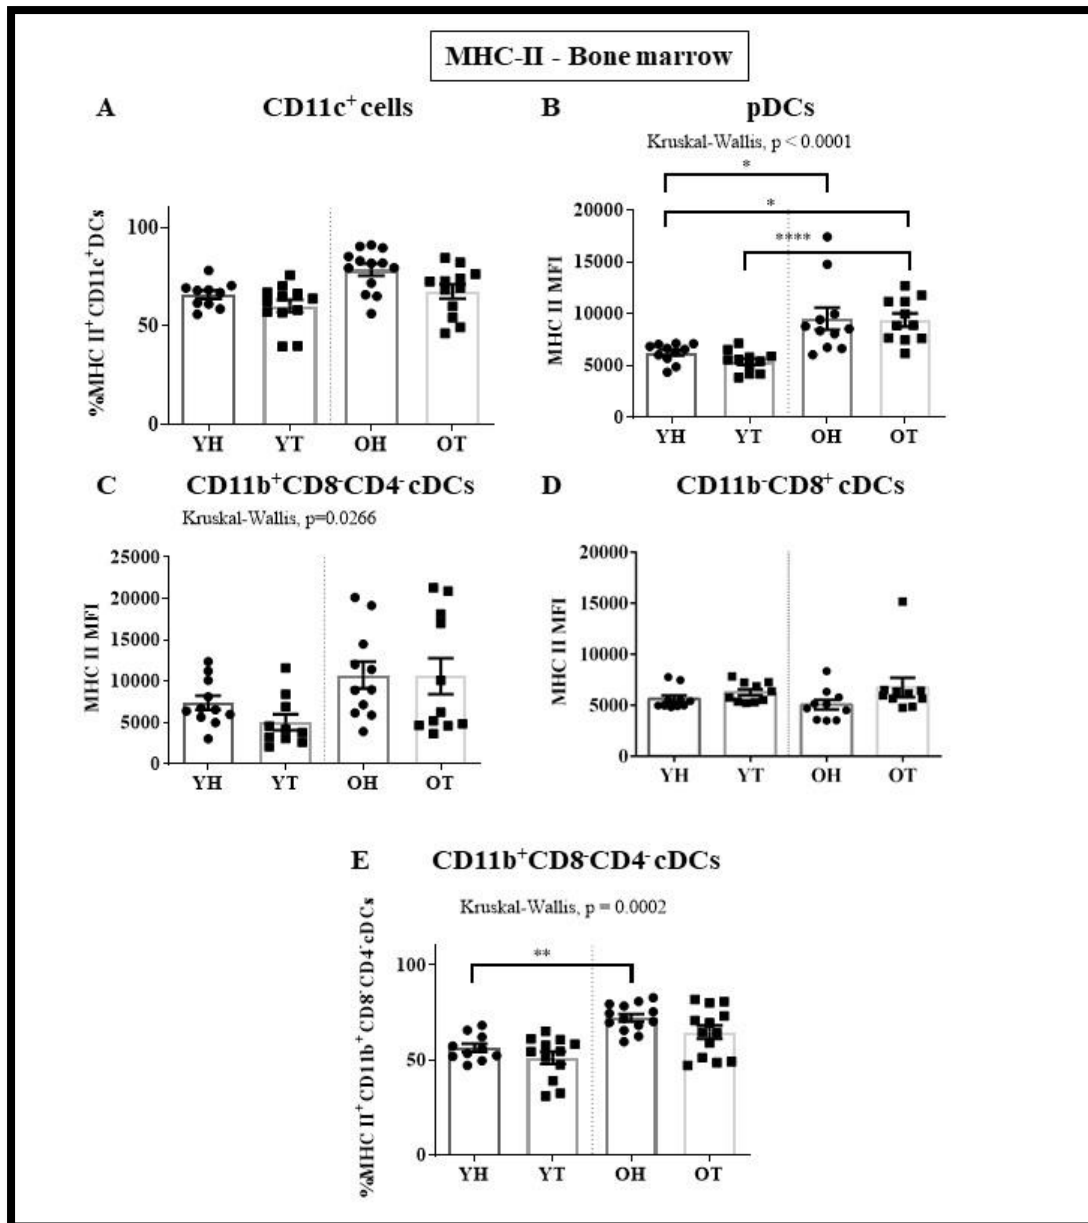 MHC-II - Bone marrow
A CD11c⁺ cells
%MHC II⁺ CD11c⁺DCs
100
50
0
YH YT OH OT
B pDCs
Kruskal-Wallis, p < 0.0001
*
*
****
MHC II MFI
20000
15000
10000
5000
0
YH YT OH OT
C CD11b⁺CD8⁻CD4⁻ cDCs
Kruskal-Wallis, p=0.0266
MHC II MFI
25000
20000
15000
10000
5000
0
YH YT OH OT
D CD11b⁻CD8⁺ cDCs
MHC II MFI
20000
15000
10000
5000
0
YH YT OH OT
E CD11b⁺CD8⁻CD4⁻ cDCs
Kruskal-Wallis, p = 0.0002
**
%MHC II⁺ CD11b⁺ CD8⁻CD4⁻cDCs
100
50
0
YH YT OH OT